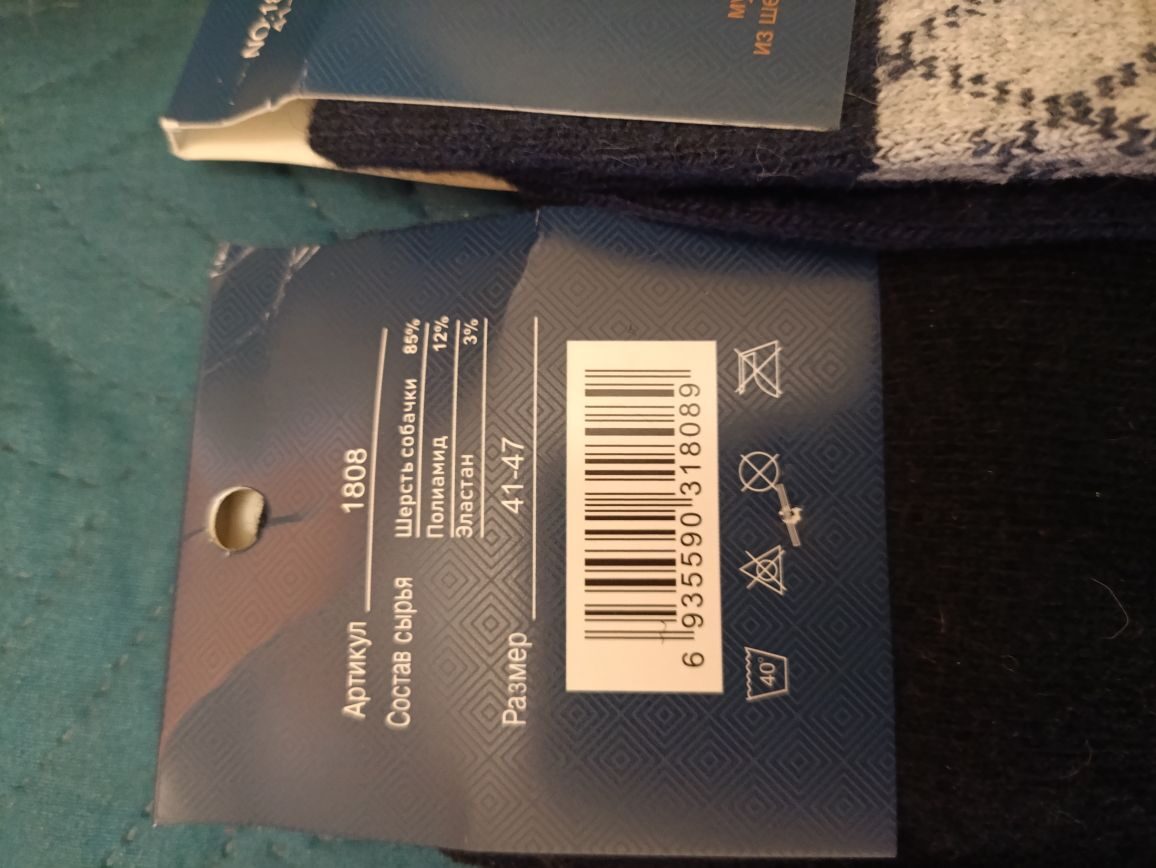 Артикул 1808
Состав сырья Шерсть собачки 85%
Полиамид 12%
Эластан 3%
Размер 41-47
6 935590 318089
40°